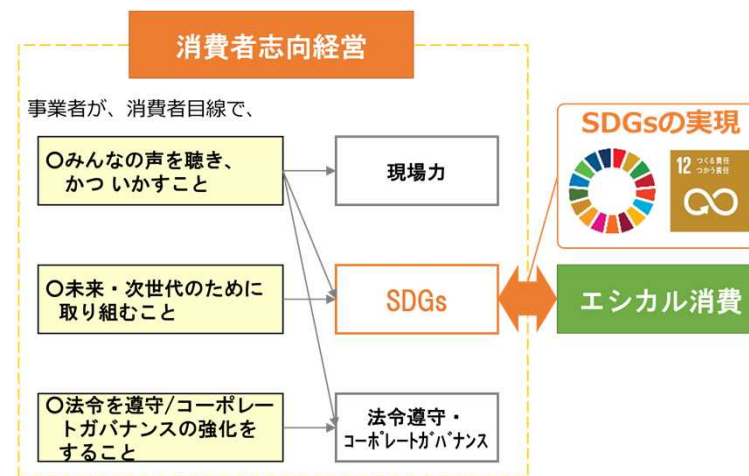 消費者志向経営
事業者が、消費者目線で、
○みんなの声を聴き、
かつ いかすこと
現場力
SDGsの実現
12 つくる責任
つかう責任
○未来・次世代のために
取り組むこと
SDGs
エシカル消費
○法令を遵守/コーポレー
トガバナンスの強化を
すること
法令遵守・
コーポレートガバナンス